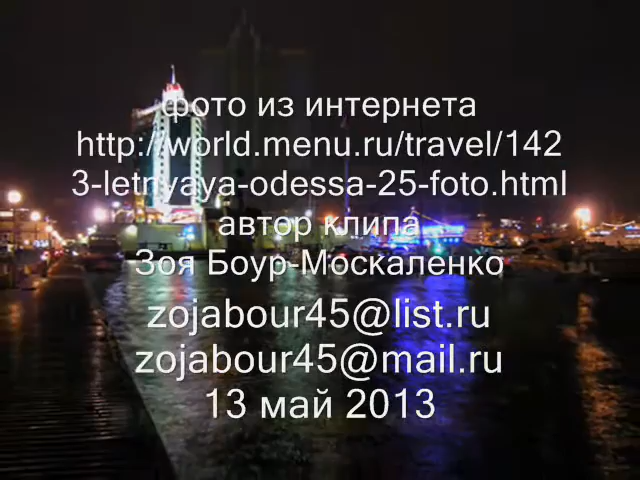 фото из интернета
http://world.menu.ru/travel/142
3-letnyaya-odessa-25-foto.html
автор клипа
Зоя Боур-Москаленко
zojabour45@list.ru
zojabour45@mail.ru
13 май 2013